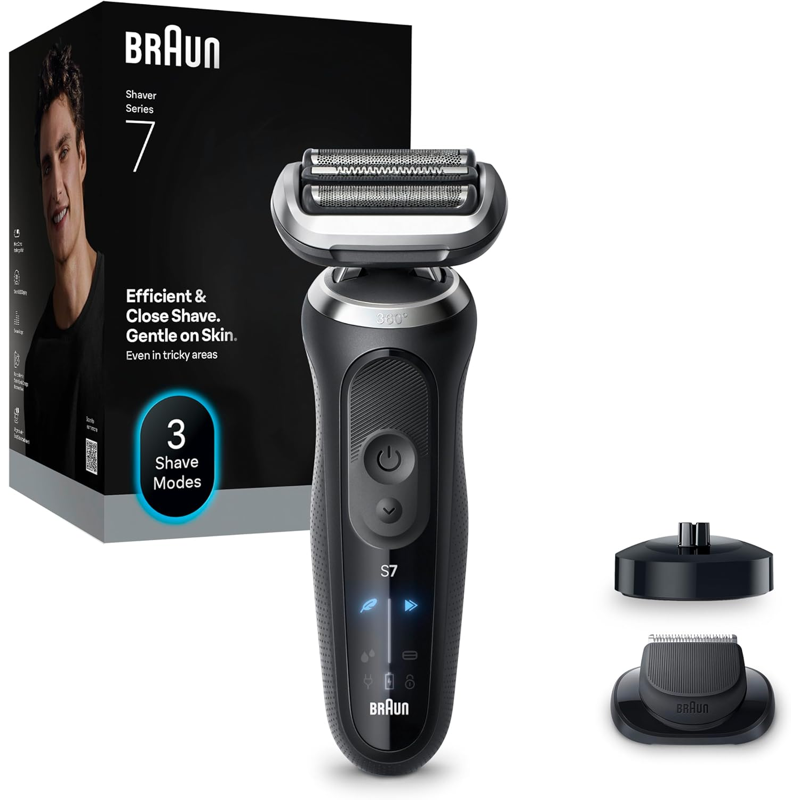 BRAUN
Shaver
Series
7
Efficient &
Close Shave.
Gentle on Skin.
Even in tricky areas
3
Shave
Modes
360°
S7
BRAUN
BRAUN